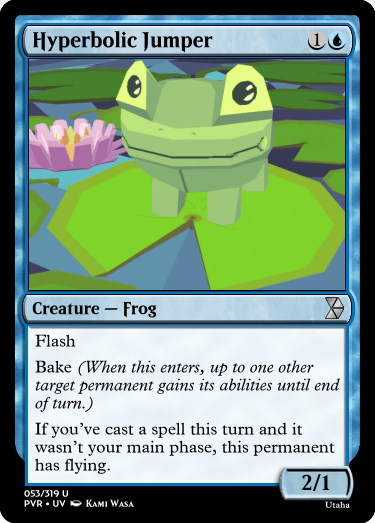 Hyperbolic Jumper 1
Creature — Frog
Flash
Bake (When this enters, up to one other
target permanent gains its abilities until end
of turn.)
If you've cast a spell this turn and it
wasn't your main phase, this permanent
has flying.
2/1
053/319 U
PVR • UV Kami Wasa
Utaha